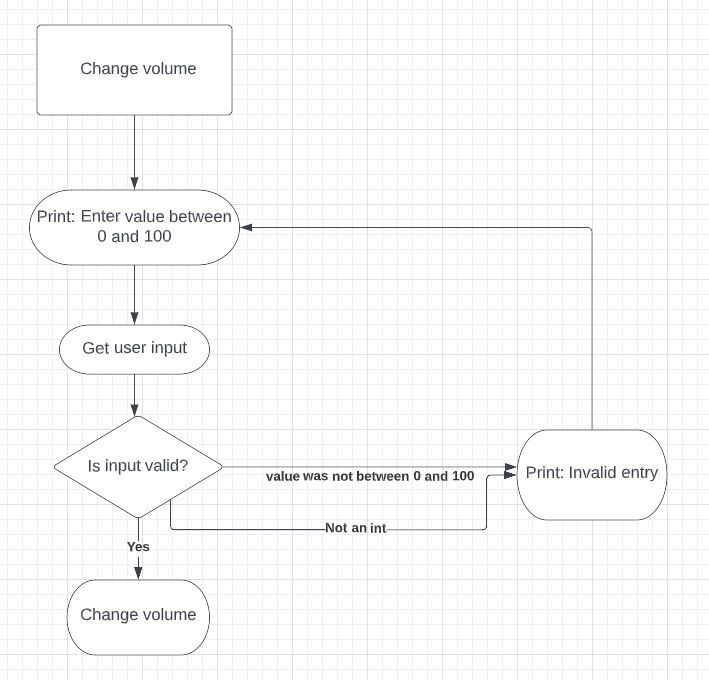 Change volume
Print: Enter value between
0 and 100
Get user input
Is input valid?
value was not between 0 and 100
Print: Invalid entry
Not an int
Yes
Change volume